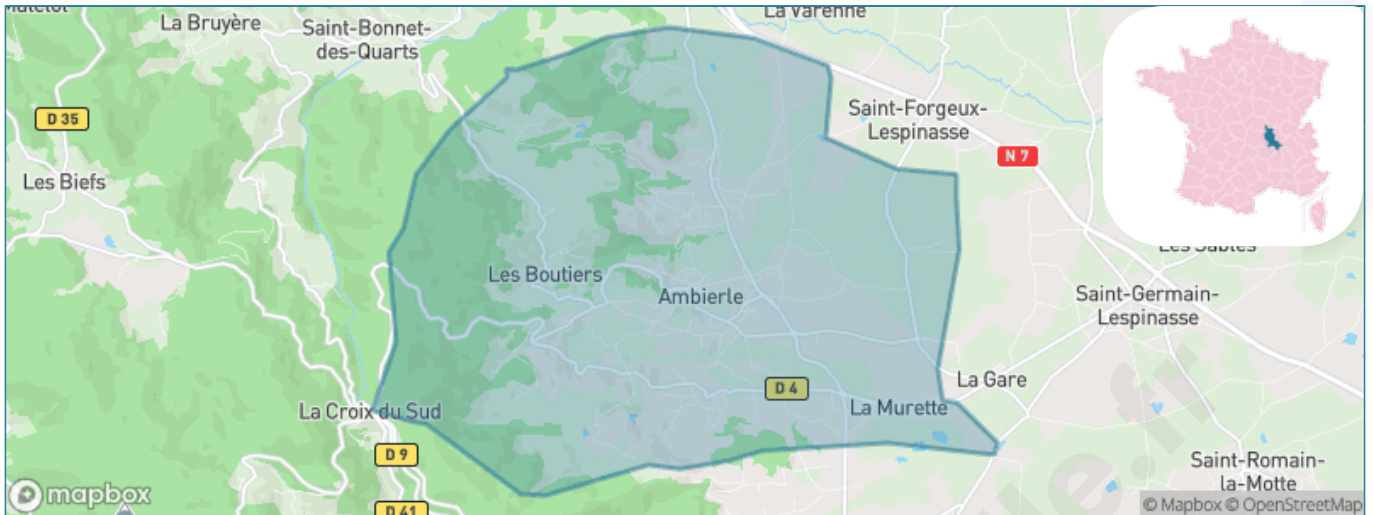 La Bruyère
Saint-Bonnet-
des-Quarts
La Varenne
D 35
Saint-Forgeux-
Lespinasse
N 7
Les Biefs
Les Sables
Les Boutiers
Ambierle
Saint-Germain-
Lespinasse
D 4
La Gare
La Murette
La Croix du Sud
D 9
Saint-Romain-
la-Motte
D 41
mapbox
© Mapbox © OpenStreetMap